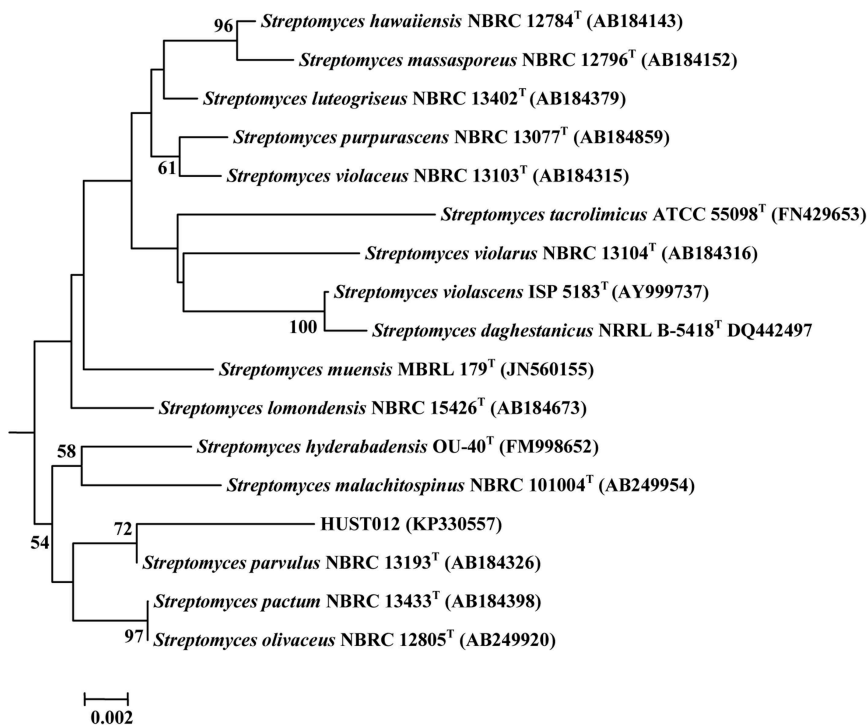 96
Streptomyces hawaiiensis NBRC 12784ᵀ (AB184143)
Streptomyces massasporeus NBRC 12796ᵀ (AB184152)
Streptomyces luteogriseus NBRC 13402ᵀ (AB184379)
Streptomyces purpurascens NBRC 13077ᵀ (AB184859)
61
Streptomyces violaceus NBRC 13103ᵀ (AB184315)
Streptomyces tacrolimicus ATCC 55098ᵀ (FN429653)
Streptomyces violarus NBRC 13104ᵀ (AB184316)
Streptomyces violascens ISP 5183ᵀ (AY999737)
100
Streptomyces daghestanicus NRRL B-5418ᵀ DQ442497
Streptomyces muensis MBRL 179ᵀ (JN560155)
Streptomyces lomondensis NBRC 15426ᵀ (AB184673)
58
Streptomyces hyderabadensis OU-40ᵀ (FM998652)
Streptomyces malachitospinus NBRC 101004ᵀ (AB249954)
72
HUST012 (KP330557)
54
Streptomyces parvulus NBRC 13193ᵀ (AB184326)
Streptomyces pactum NBRC 13433ᵀ (AB184398)
97
Streptomyces olivaceus NBRC 12805ᵀ (AB249920)
0.002